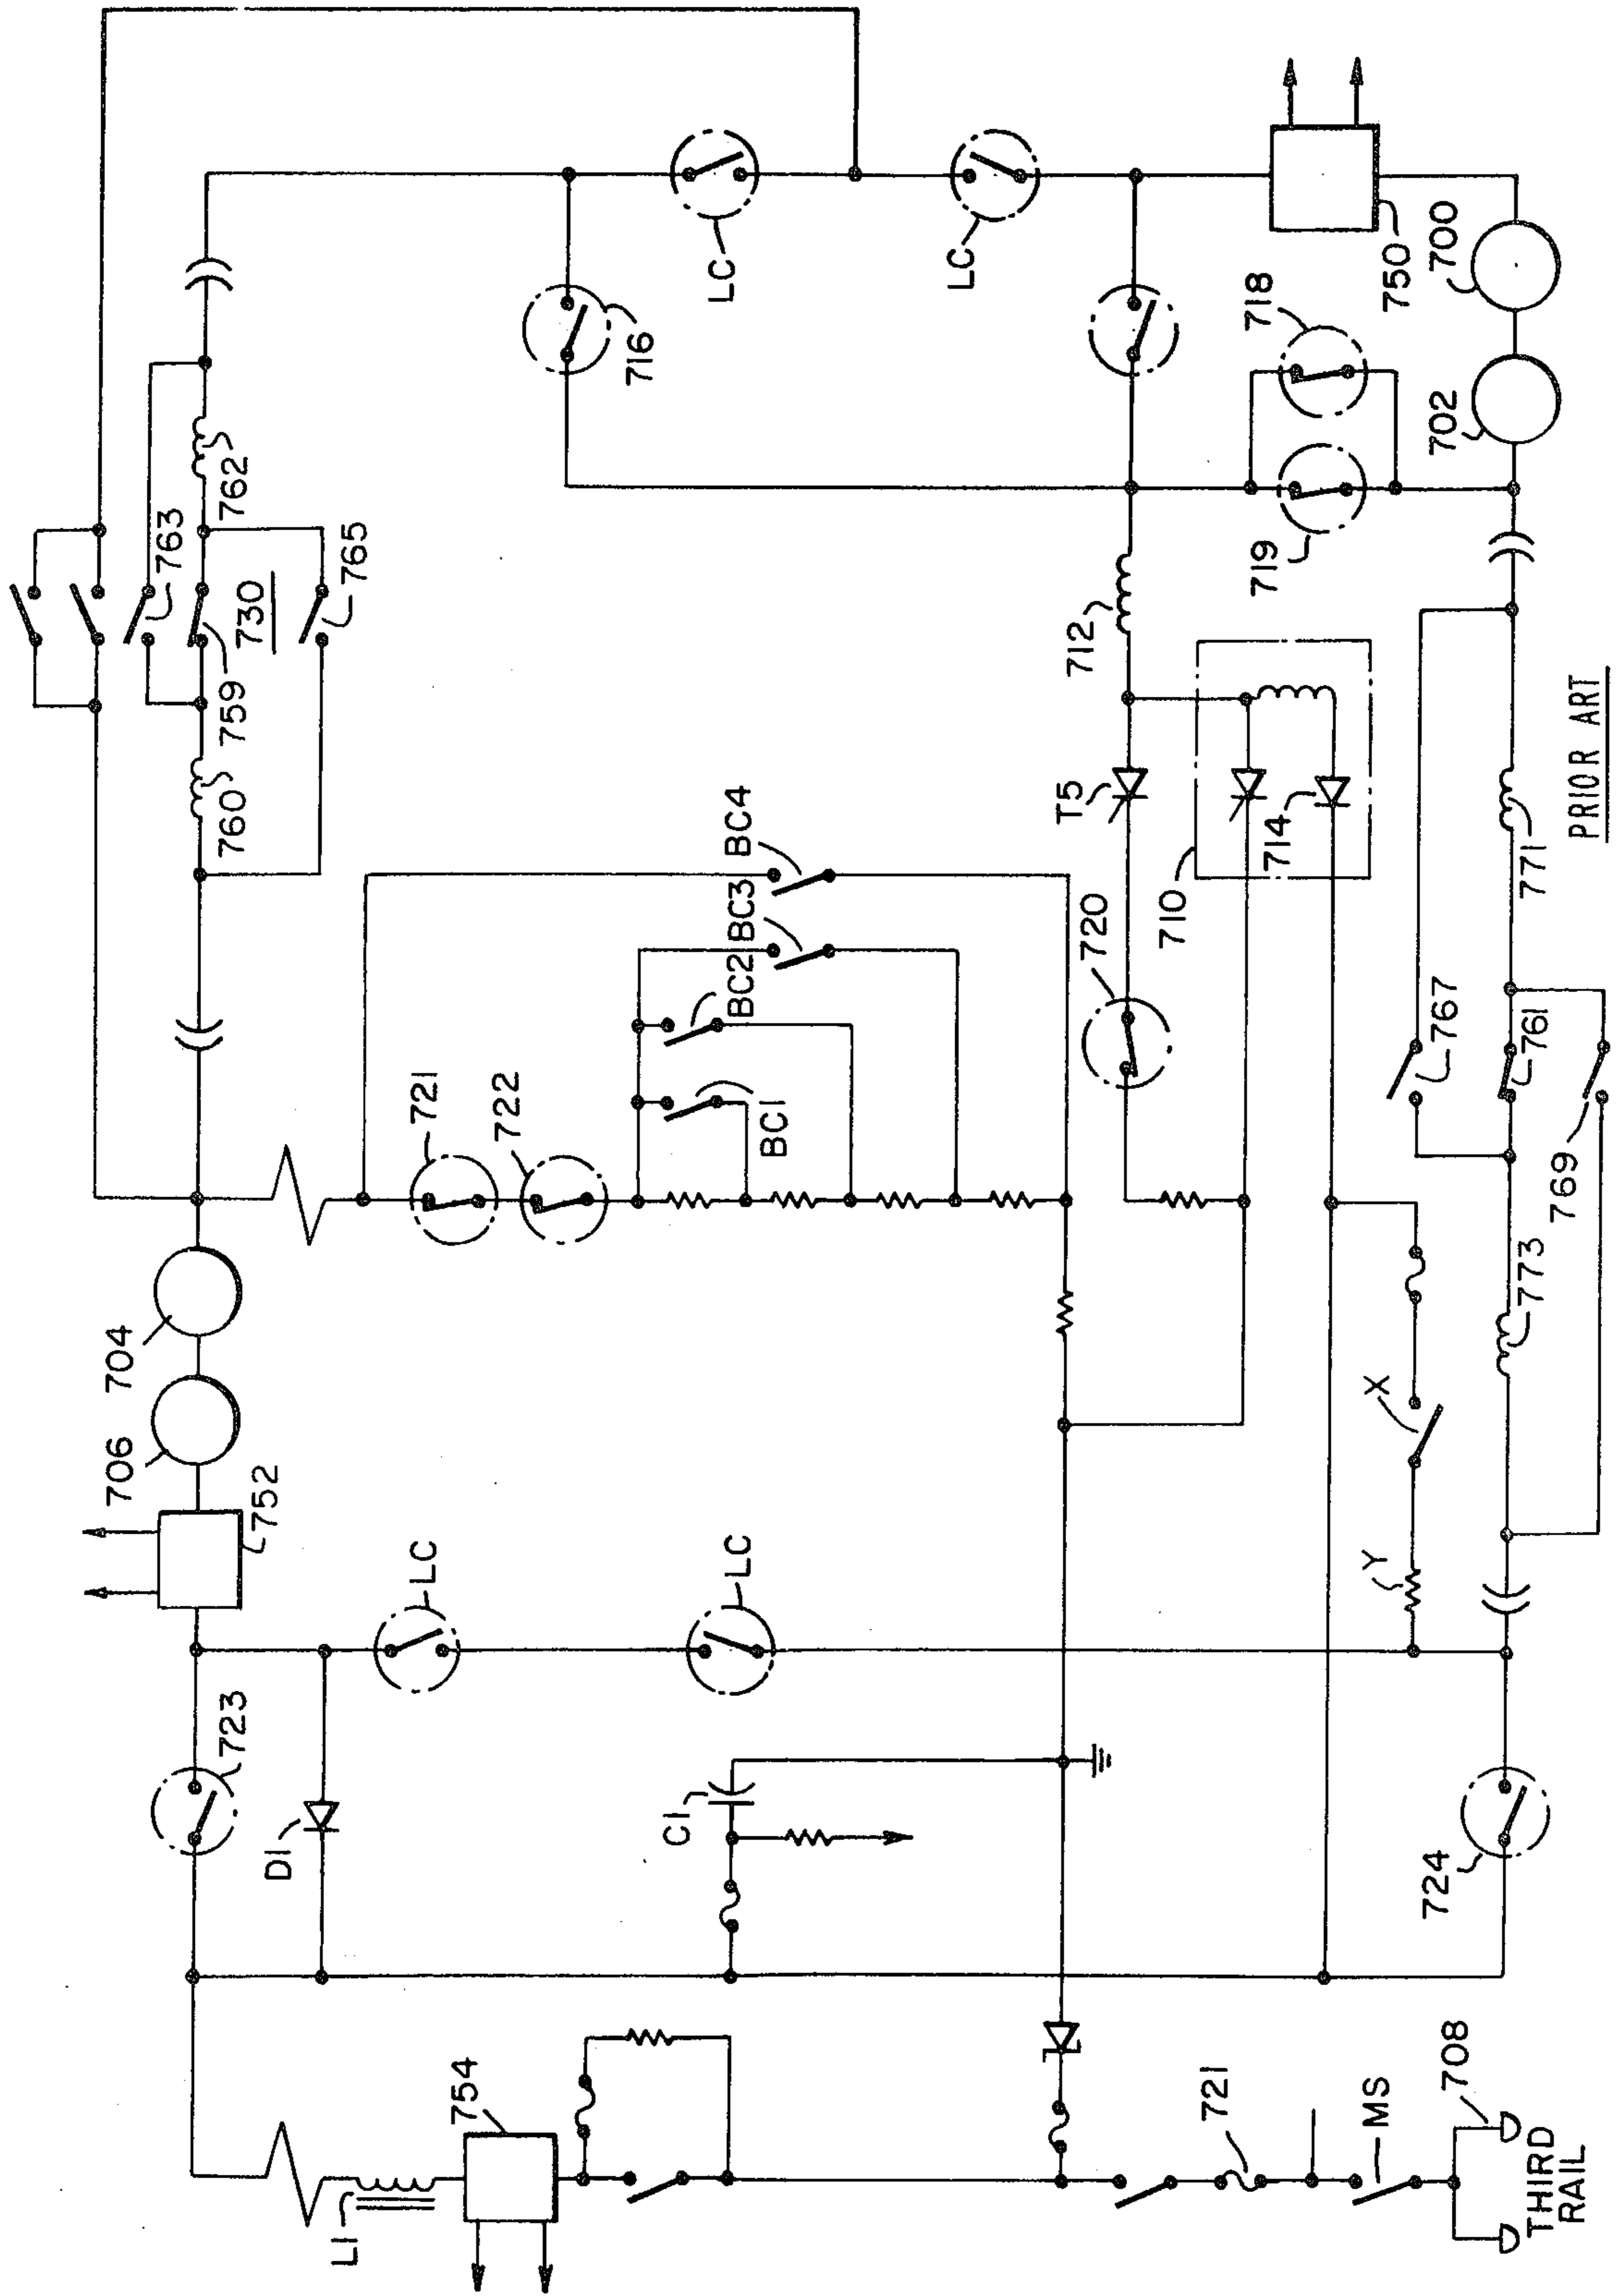 763
762
730
759
765
760
LC
LC
716
718
750
700
702
719
712
T5
714
710
720
BC4
BC3
BC2
BC1
721
722
704
706
752
LC
LC
723
D1
C1
767
761
769
771
773
X
Y
724
754
L1
721
MS
708
THIRD
RAIL
PRIOR ART